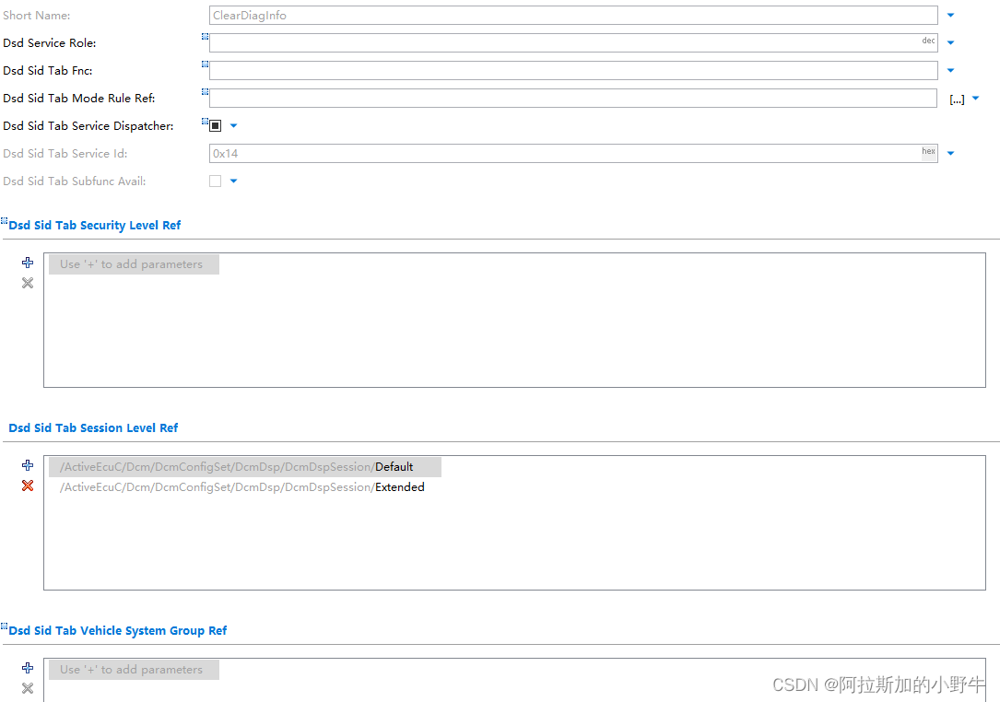 Short Name: ClearDiagInfo
Dsd Service Role: dec
Dsd Sid Tab Fnc:
Dsd Sid Tab Mode Rule Ref: [...]
Dsd Sid Tab Service Dispatcher:
Dsd Sid Tab Service Id: 0x14 hex
Dsd Sid Tab Subfunc Avail:
Dsd Sid Tab Security Level Ref
Use '+' to add parameters
Dsd Sid Tab Session Level Ref
/ActiveEcuC/Dcm/DcmConfigSet/DcmDsp/DcmDspSession/Default
/ActiveEcuC/Dcm/DcmConfigSet/DcmDsp/DcmDspSession/Extended
Dsd Sid Tab Vehicle System Group Ref
Use '+' to add parameters
CSDN @阿拉斯加的小野牛